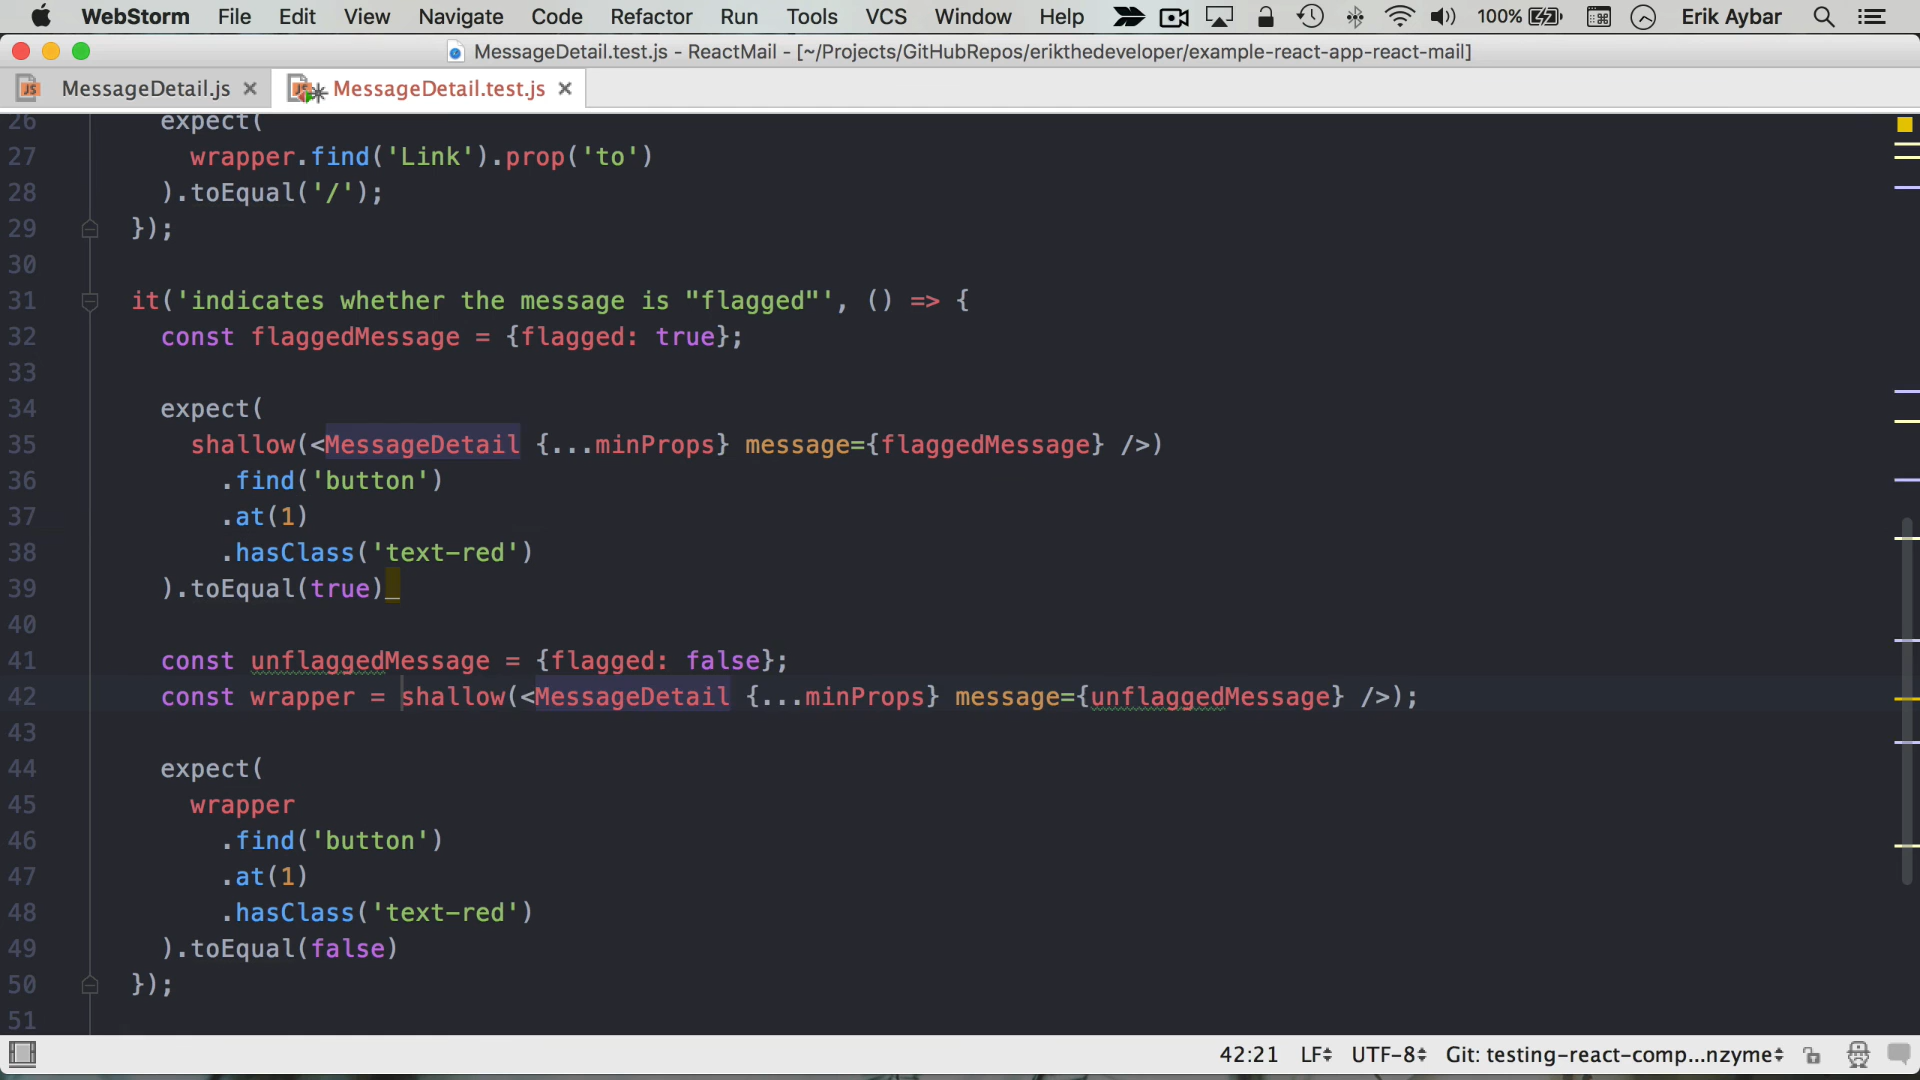 WebStorm File Edit View Navigate Code Refactor Run Tools VCS Window Help 100% Erik Aybar
MessageDetail.test.js - ReactMail - [~/Projects/GitHubRepos/erikthedeveloper/example-react-app-react-mail]
MessageDetail.js MessageDetail.test.js
26 expect(
27 wrapper.find('Link').prop('to')
28 ).toEqual('/');
29 });
30
31 it('indicates whether the message is "flagged"', () => {
32 const flaggedMessage = {flagged: true};
33
34 expect(
35 shallow(<MessageDetail {...minProps} message={flaggedMessage} />)
36 .find('button')
37 .at(1)
38 .hasClass('text-red')
39 ).toEqual(true)
40
41 const unflaggedMessage = {flagged: false};
42 const wrapper = shallow(<MessageDetail {...minProps} message={unflaggedMessage} />);
43
44 expect(
45 wrapper
46 .find('button')
47 .at(1)
48 .hasClass('text-red')
49 ).toEqual(false)
50 });
51
42:21 LF UTF-8 Git: testing-react-comp...nzyme